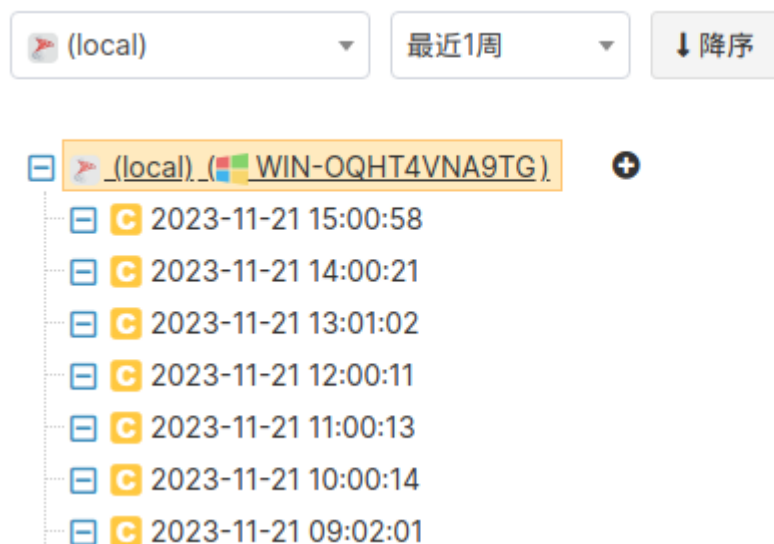 (local) 最近1周 降序
(local) (WIN-OQHT4VNA9TG)
C 2023-11-21 15:00:58
C 2023-11-21 14:00:21
C 2023-11-21 13:01:02
C 2023-11-21 12:00:11
C 2023-11-21 11:00:13
C 2023-11-21 10:00:14
C 2023-11-21 09:02:01